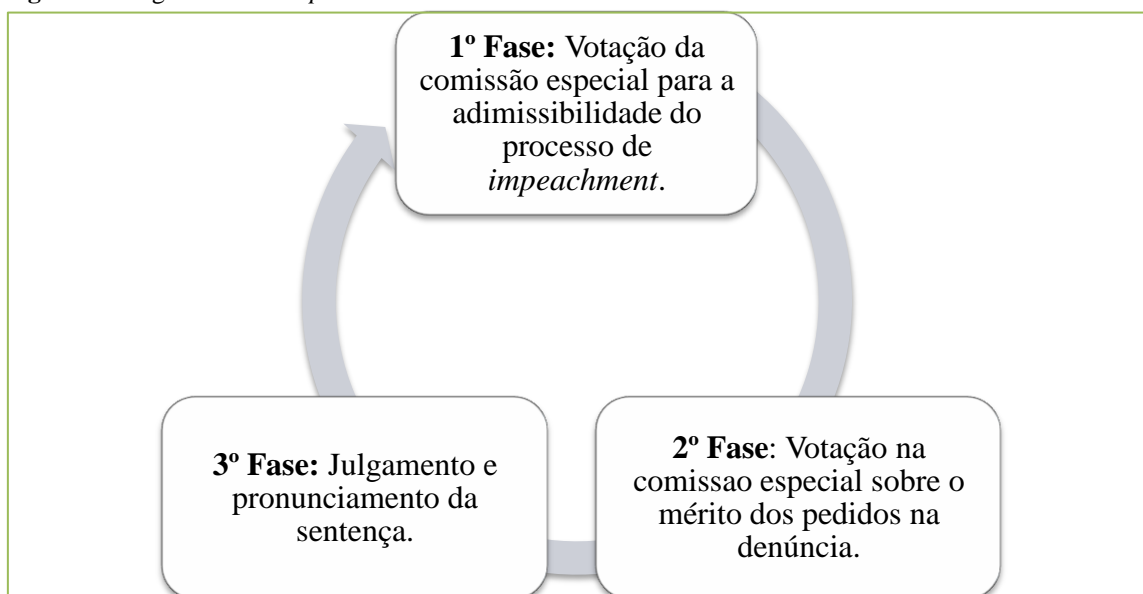 1º Fase: Votação da
comissão especial para a
adimissibilidade do
processo de
impeachment.
2º Fase: Votação na
comissao especial sobre o
mérito dos pedidos na
denúncia.
3º Fase: Julgamento e
pronunciamento da
sentença.